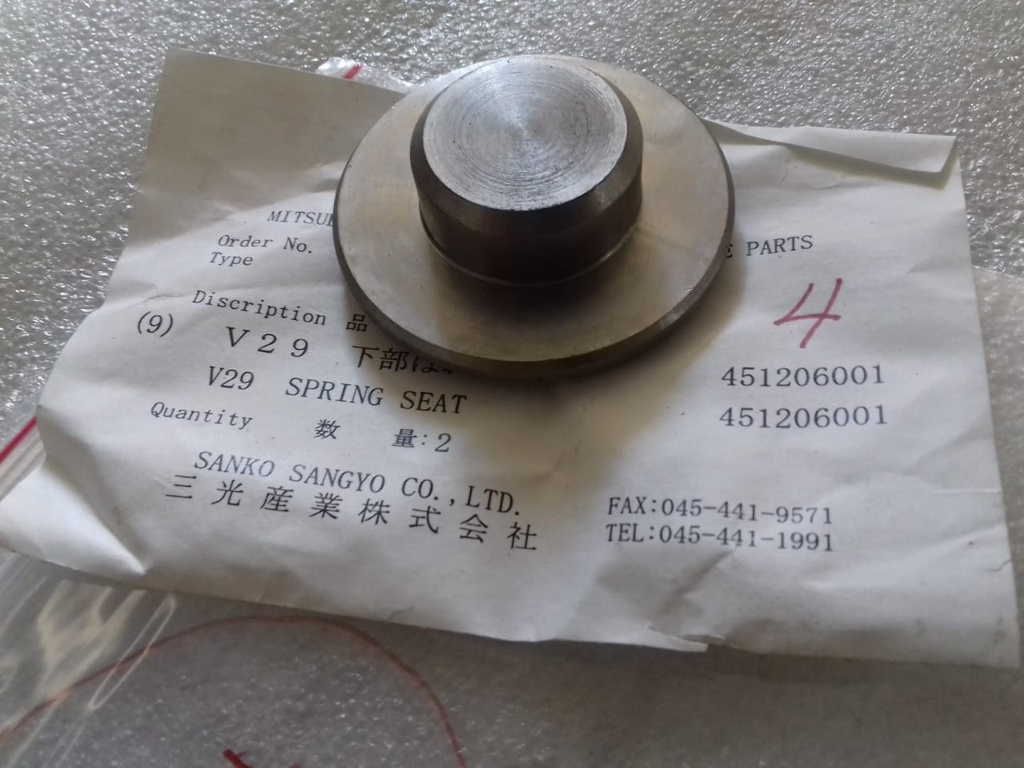 PARTS
Order No.
Type
4
Discription 品
(9) V29 下部ば
451206001
V29 SPRING SEAT
451206001
Quantity 数 量:2
SANKO SANGYO CO.,LTD.
三光産業株式会社
FAX:045-441-9571
TEL:045-441-1991